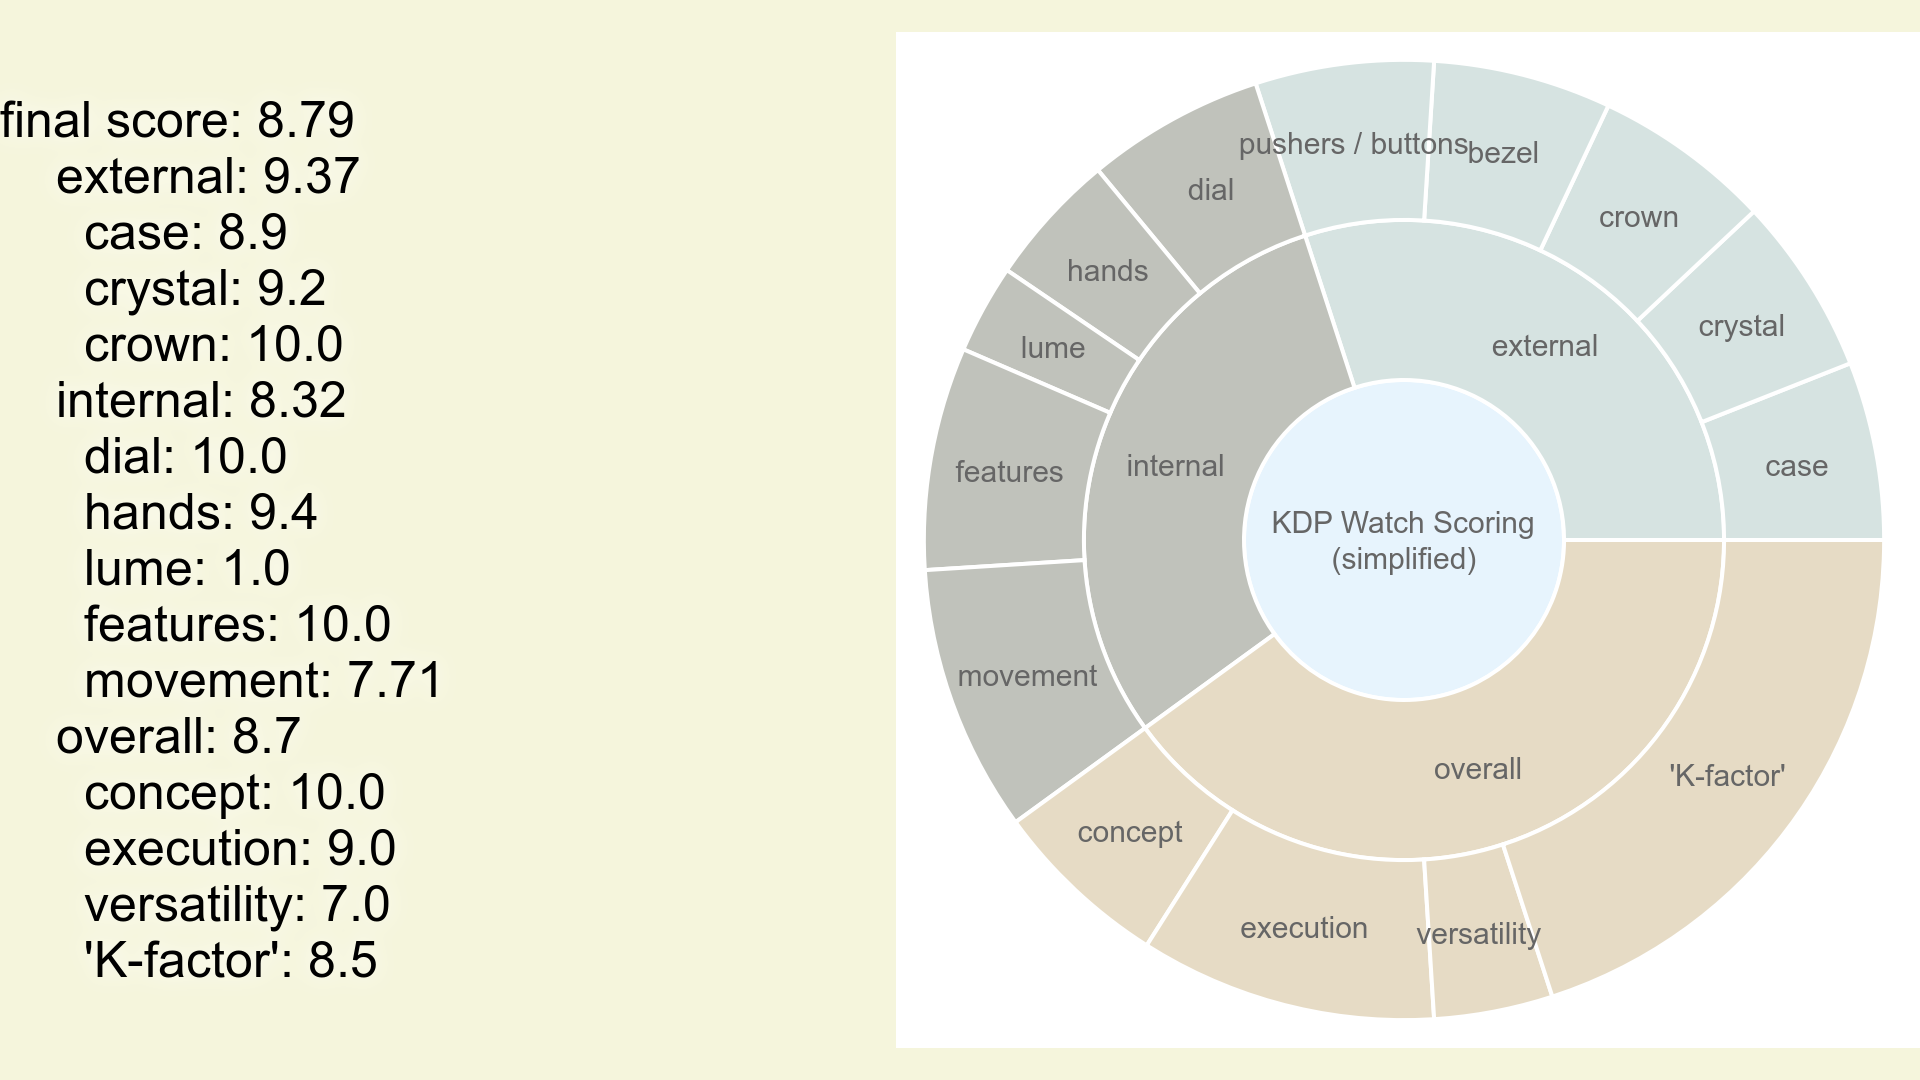 final score: 8.79
external: 9.37
case: 8.9
crystal: 9.2
crown: 10.0
internal: 8.32
dial: 10.0
hands: 9.4
lume: 1.0
features: 10.0
movement: 7.71
overall: 8.7
concept: 10.0
execution: 9.0
versatility: 7.0
'K-factor': 8.5
pushers / buttons
bezel
dial
crown
hands
crystal
lume
external
features
internal
case
KDP Watch Scoring
(simplified)
movement
overall
'K-factor'
concept
execution
versatility